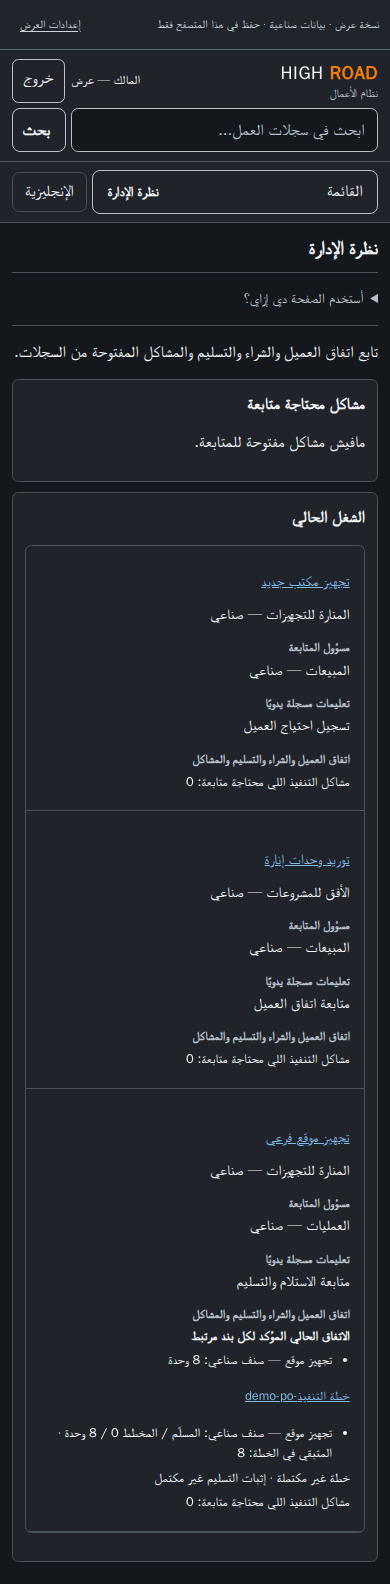 نسخة عرض · بيانات صناعية · حفظ في هذا المتصفح فقط
إعدادات العرض
HIGH ROAD
نظام الأعمال
المالك — عرض
خروج
ابحث في سجلات العمل...
بحث
القائمة
نظرة الإدارة
الإنجليزية
نظرة الإدارة
أستخدم الصفحة دي إزاي؟
تابع اتفاق العميل والشراء والتسليم والمشاكل المفتوحة من السجلات.
مشاكل محتاجة متابعة
مافيش مشاكل مفتوحة للمتابعة.
الشغل الحالي
تجهيز مكتب جديد
المنارة للتجهيزات — صناعي
مسؤول المتابعة
المبيعات — صناعي
تعليمات مسجلة يدويًا
تسجيل احتياج العميل
اتفاق العميل والشراء والتسليم والمشاكل
مشاكل التنفيذ اللي محتاجة متابعة: 0
توريد وحدات إنارة
الأفق للمشروعات — صناعي
مسؤول المتابعة
المبيعات — صناعي
تعليمات مسجلة يدويًا
متابعة اتفاق العميل
اتفاق العميل والشراء والتسليم والمشاكل
مشاكل التنفيذ اللي محتاجة متابعة: 0
تجهيز موقع فرعي
المنارة للتجهيزات — صناعي
مسؤول المتابعة
العمليات — صناعي
تعليمات مسجلة يدويًا
متابعة الاستلام والتسليم
اتفاق العميل والشراء والتسليم والمشاكل
الاتفاق الحالي المؤكد لكل بند مرتبط
• تجهيز موقع — صنف صناعي: 8 وحدة
خطة التنفيذ-demo-po
• تجهيز موقع — صنف صناعي: المسلّم / المخطط 0 / 8 وحدة ·
المتبقي في الخطة: 8
خطة غير مكتملة · إثبات التسليم غير مكتمل
مشاكل التنفيذ اللي محتاجة متابعة: 0